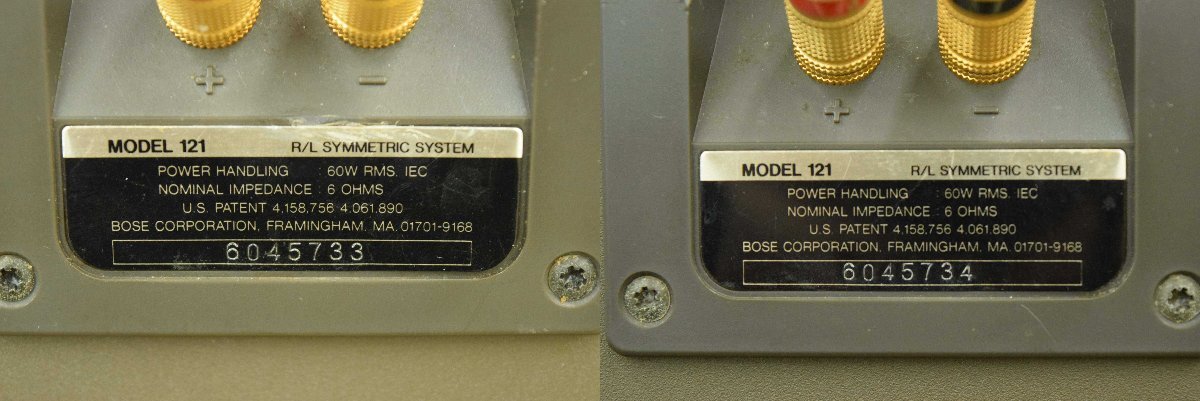 + −
MODEL 121 R/L SYMMETRIC SYSTEM
POWER HANDLING : 60W RMS. IEC
NOMINAL IMPEDANCE : 6 OHMS
U.S. PATENT 4,158,756 4.061.890
BOSE CORPORATION, FRAMINGHAM, MA. 01701-9168
6045733
+ −
MODEL 121 R/L SYMMETRIC SYSTEM
POWER HANDLING : 60W RMS. IEC
NOMINAL IMPEDANCE : 6 OHMS
U.S. PATENT 4,158,756 4.061.890
BOSE CORPORATION, FRAMINGHAM, MA. 01701-9168
6045734